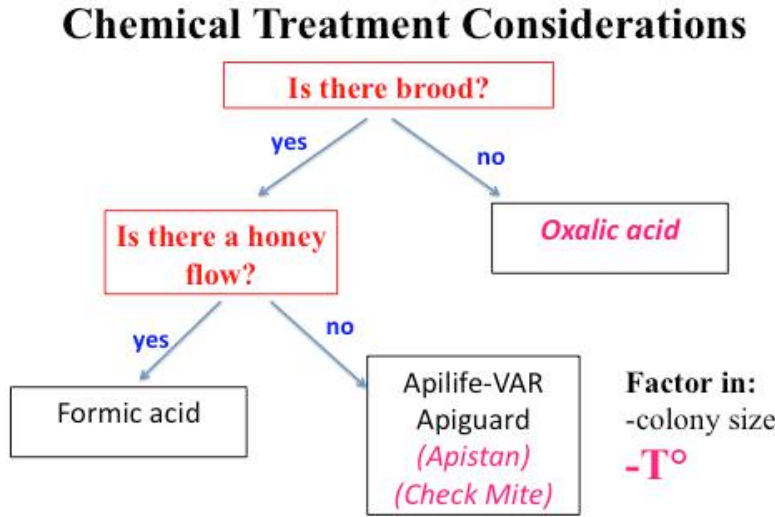 Chemical Treatment Considerations
Is there brood?
yes
no
Is there a honey
flow?
Oxalic acid
yes
no
Formic acid
Apilife-VAR
Apiguard
(Apistan)
(Check Mite)
Factor in:
-colony size
-T°